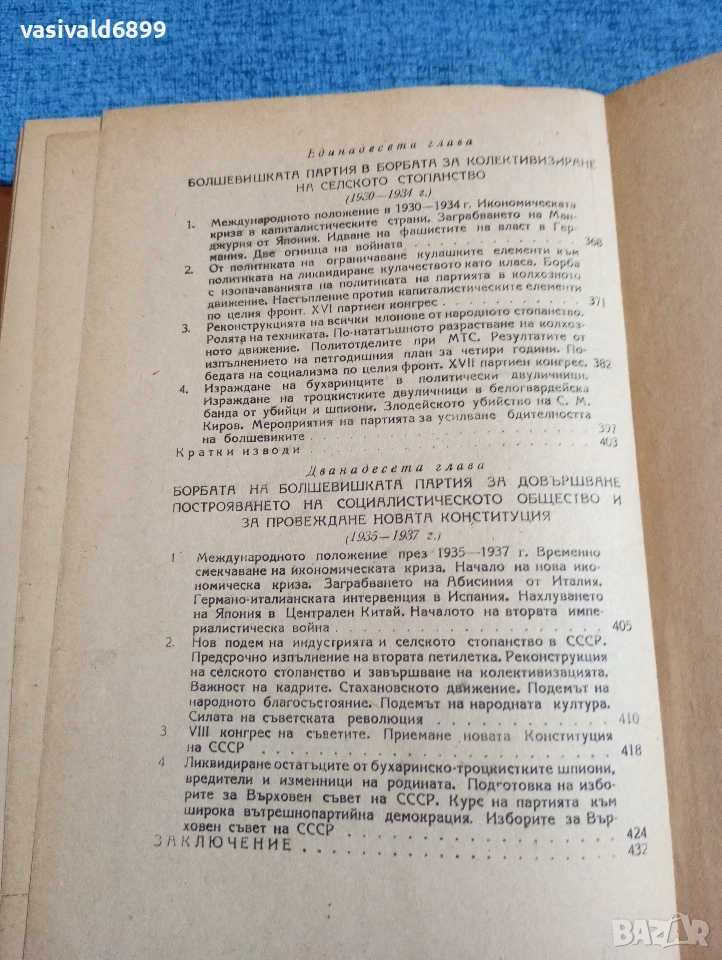 vasivald6899
Единадесета глава
БОЛШЕВИШКАТА ПАРТИЯ В БОРБАТА ЗА КОЛЕКТИВИЗИРАНЕ
НА СЕЛСКОТО СТОПАНСТВО
(1930—1934 г.)
1. Международното положение в 1930—1934 г. Икономическата
криза в капиталистическите страни. Заграбването на Ман-
джурия от Япония. Идване на фашистите на власт в Гер-
мания. Две огнища на войната . . . . . . . . . . . 368
2. От политиката на ограничаване кулашките елементи към
политиката на ликвидиране кулачеството като класа. Борба
с изопачаванията на политиката на партията в колхозното
движение. Настъпление против капиталистическите елементи
по целия фронт. XVI партиен конгрес . . . . . . . . . 371
3. Реконструкцията на всички клонове от народното стопанство.
Ролята на техниката. По-нататъшното разрастване на колхоз-
ното движение. Политотделите при МТС. Резултатите от
изпълнението на петгодишния план за четири години. По-
бедата на социализма по целия фронт. XVII партиен конгрес. 382
4. Израждане на бухаринците в политически двуличници.
Израждане на троцкистките двуличници в белогвардейска
банда от убийци и шпиони. Злодейското убийство на С. М.
Киров. Мероприятия на партията за усилване бдителността
на болшевиките . . . . . . . . . . . . . . 397
Кратки изводи . . . . . . . . . . . . . . . . 403
Дванадесета глава
БОРБАТА НА БОЛШЕВИШКАТА ПАРТИЯ ЗА ДОВЪРШВАНЕ
ПОСТРОЯВАНЕТО НА СОЦИАЛИСТИЧЕСКОТО ОБЩЕСТВО И
ЗА ПРОВЕЖДАНЕ НОВАТА КОНСТИТУЦИЯ
(1935—1937 г.)
1 Международното положение през 1935—1937 г. Временно
смекчаване на икономическата криза. Начало на нова ико-
номическа криза. Заграбването на Абисиния от Италия.
Германо-италианската интервенция в Испания. Нахлуването
на Япония в Централен Китай. Началото на втората импе-
риалистическа война . . . . . . . . . . . . . 405
2. Нов подем на индустрията и селското стопанство в СССР.
Предсрочно изпълнение на втората петилетка. Реконструкция
на селското стопанство и завършване на колективизацията.
Важност на кадрите. Стахановското движение. Подемът на
народното благосъстояние. Подемът на народната култура.
Силата на съветската революция . . . . . . . . . . 410
3 VIII конгрес на съветите. Приемане новата Конституция
на СССР . . . . . . . . . . . . . . . . . 418
4 Ликвидиране остатъците от бухаринско-троцкистките шпиони,
вредители и изменници на родината. Подготовка на избо-
рите за Върховен съвет на СССР. Курс на партията към
широка вътрешнопартийна демокрация. Изборите за Вър-
ховен съвет на СССР . . . . . . . . . . . . . 424
ЗАКЛЮЧЕНИЕ . . . . . . . . . . . . . . . . 432
BAZAR